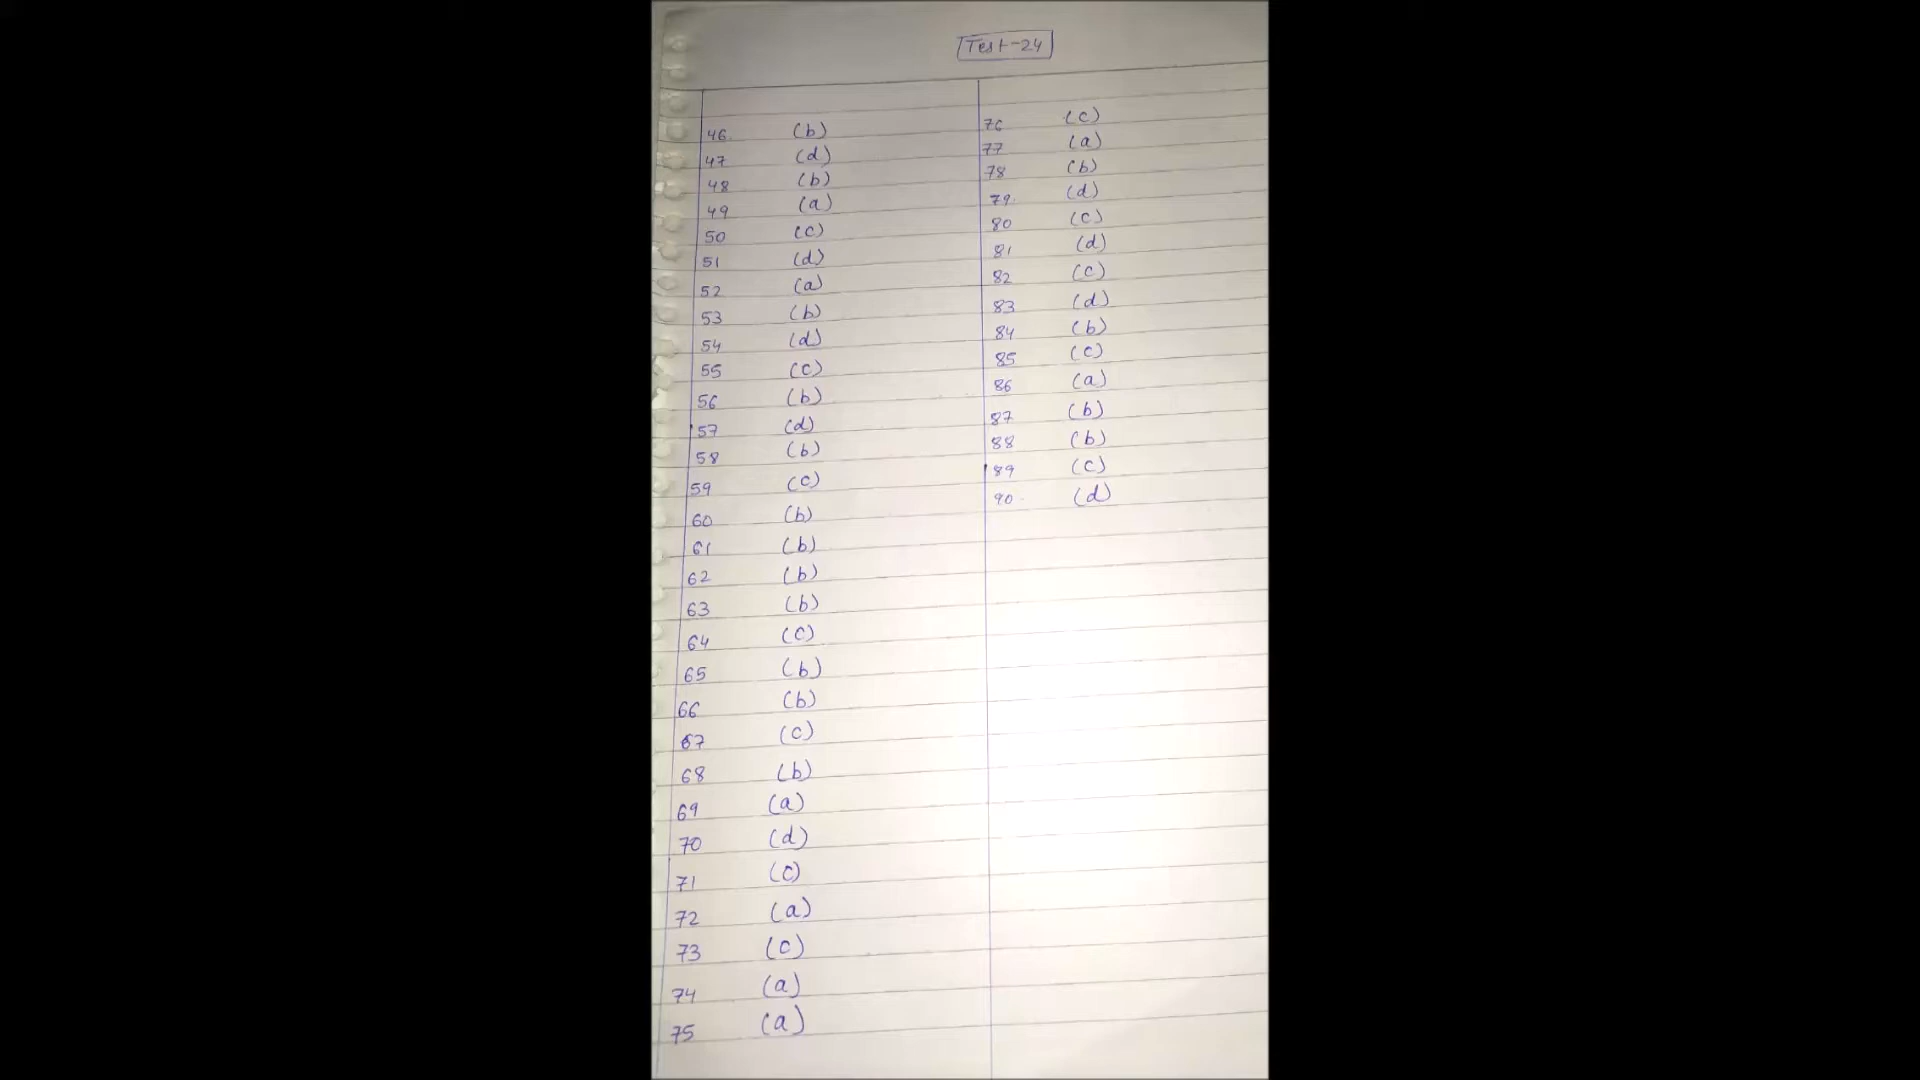 Test-24
46. (b)
47 (d)
48 (b)
49 (a)
50 (c)
51 (d)
52 (a)
53 (b)
54 (d)
55 (c)
56 (b)
57 (d)
58 (b)
59 (c)
60 (b)
61 (b)
62 (b)
63 (b)
64 (c)
65 (b)
66 (b)
67 (c)
68 (b)
69 (a)
70 (d)
71 (c)
72 (a)
73 (c)
74 (a)
75 (a)
76 (c)
77 (a)
78 (b)
79. (d)
80 (c)
81 (d)
82 (c)
83 (d)
84 (b)
85 (c)
86 (a)
87 (b)
88 (b)
89 (c)
90. (d)